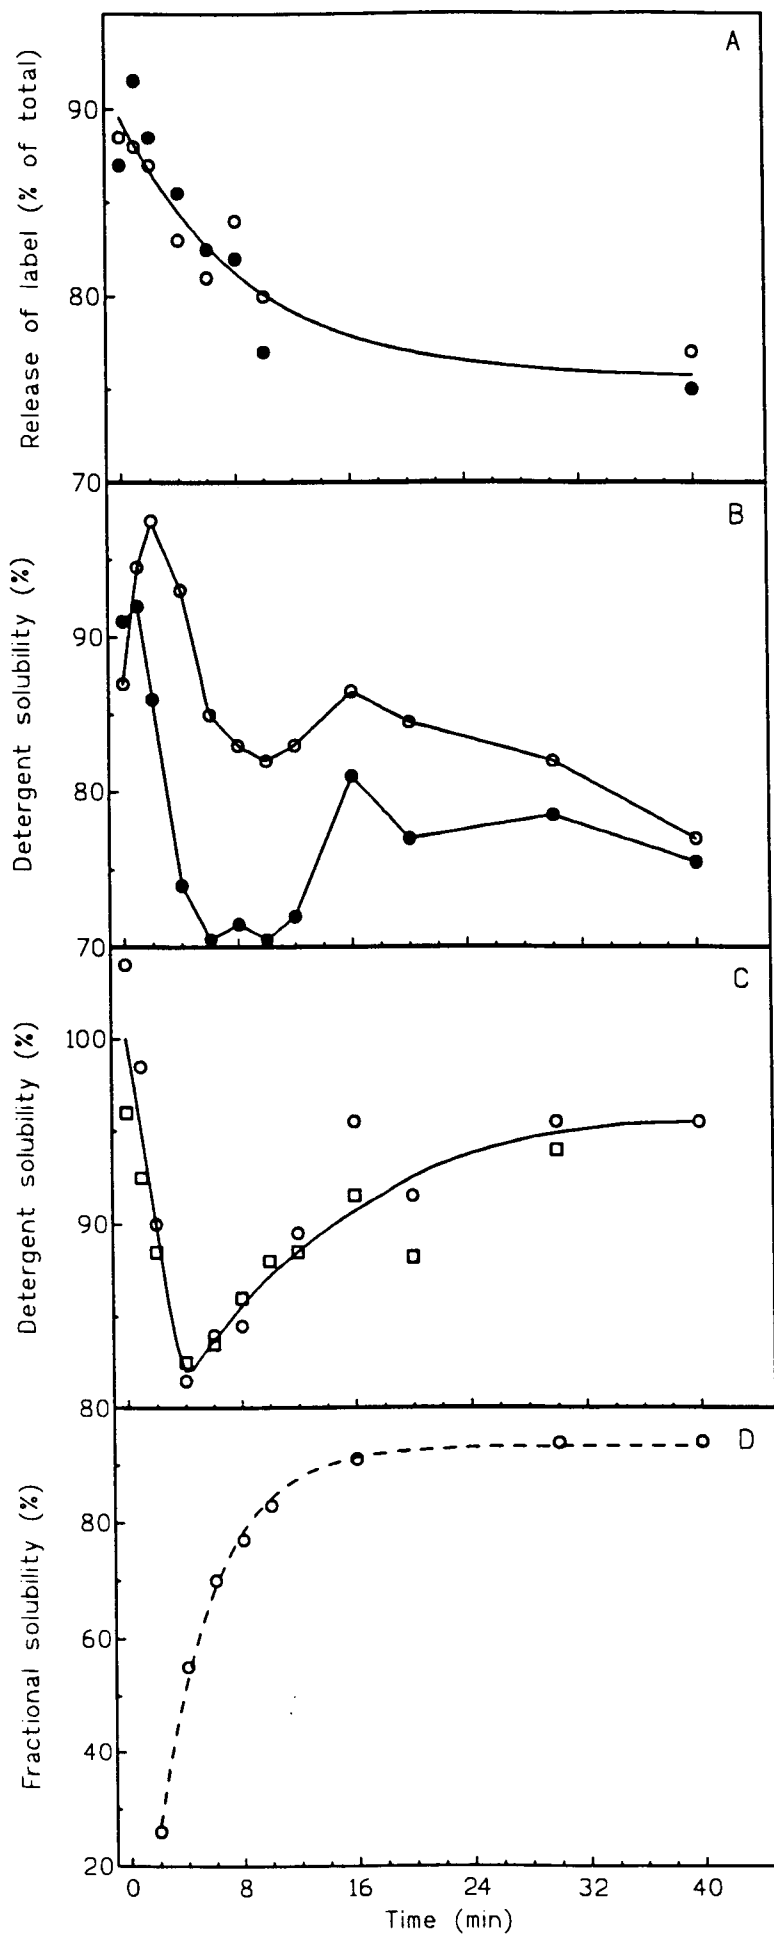 A
Release of label (% of total)
90
80
70
B
Detergent solubility (%)
90
80
70
C
Detergent solubility (%)
100
90
80
D
Fractional solubility (%)
80
60
40
20
0 8 16 24 32 40
Time (min)